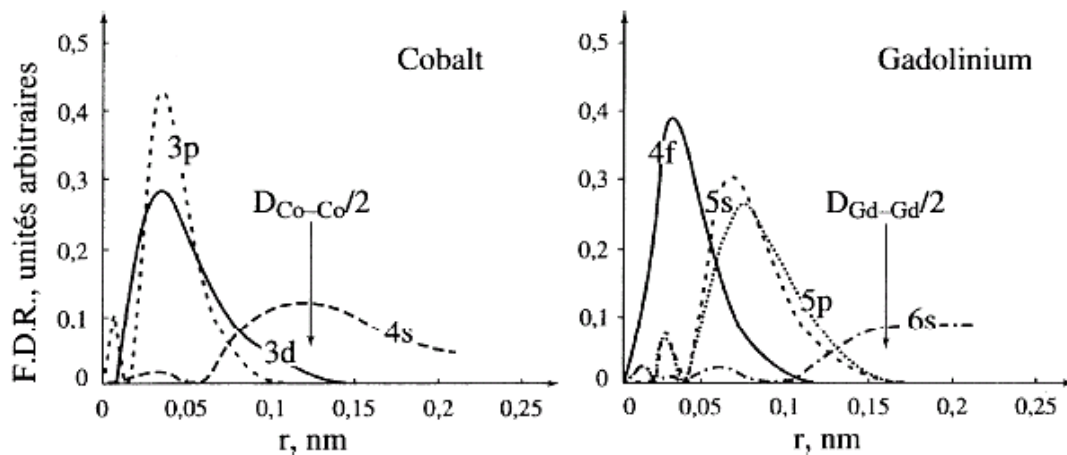 Cobalt
F.D.R., unités arbitraires
0,5
0,4
0,3
0,2
0.1
0
3p
D_Co–Co/2
4s
3d
0
0,05
0,1
0,15
0,2
0,25
r, nm
Gadolinium
0,5
0,4
0,3
0,2
0,1
0
4f
5s
D_Gd–Gd/2
5p
6s
0
0,05
0,1
0,15
0,2
0,25
r, nm